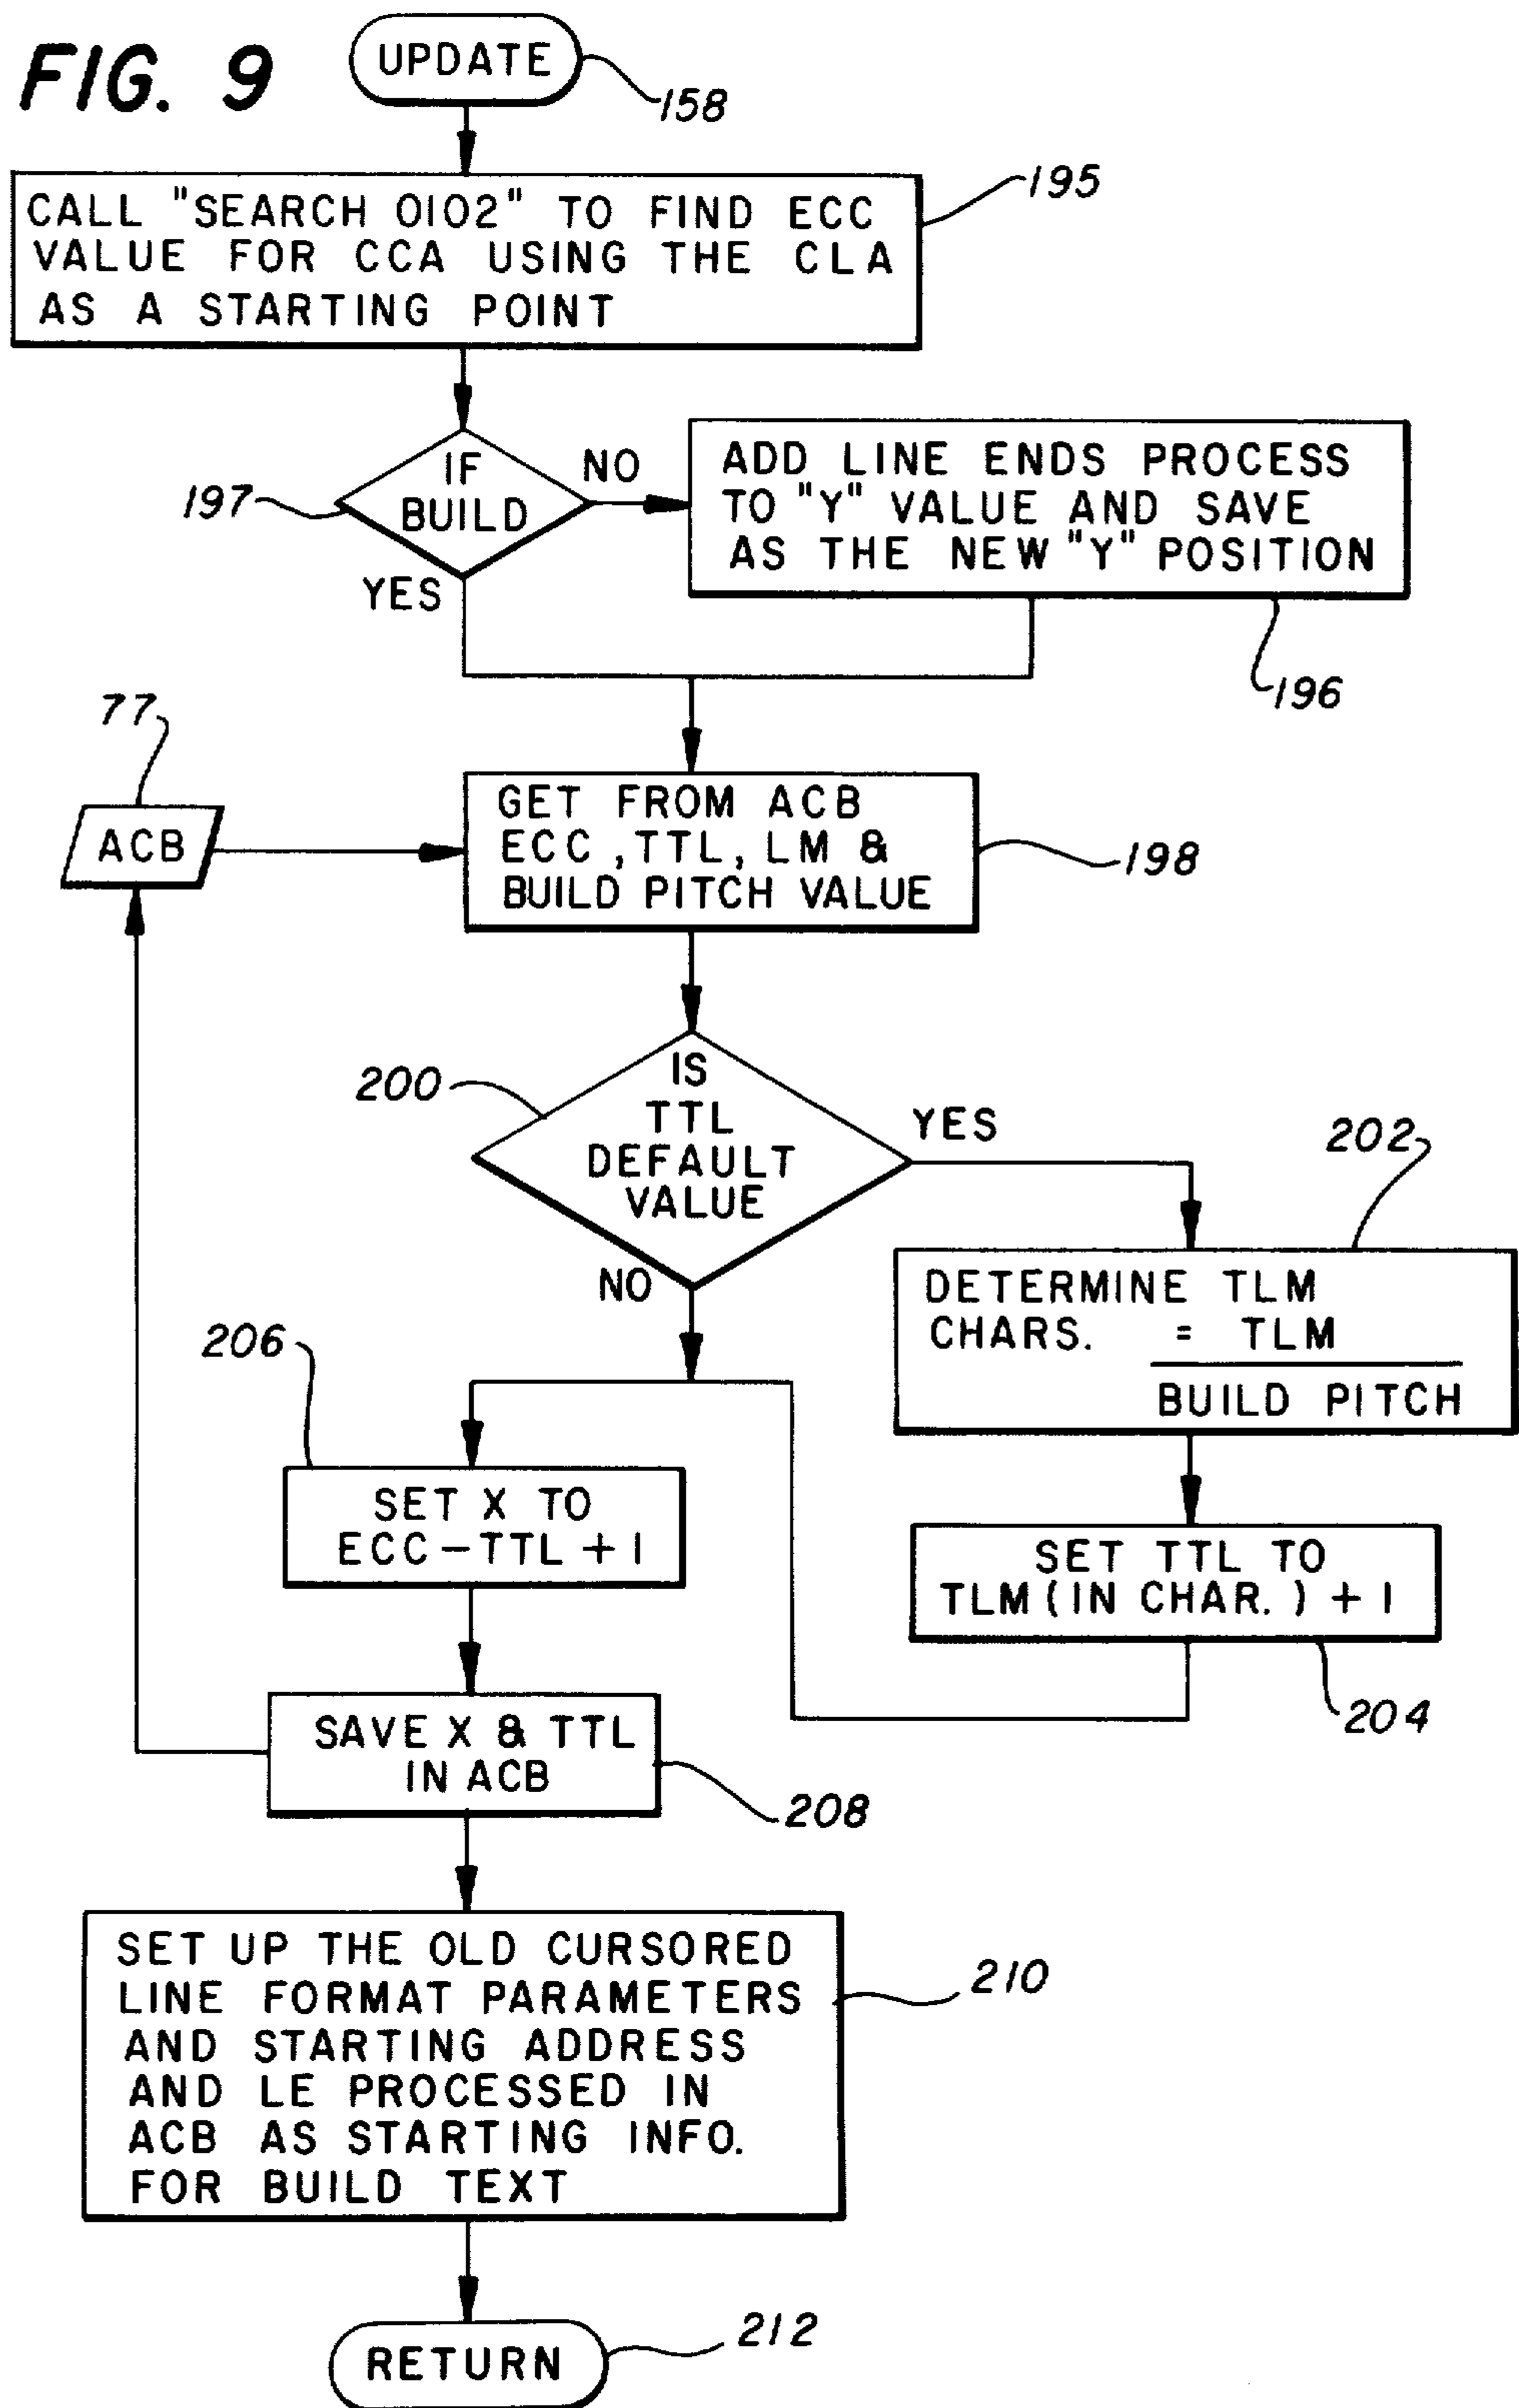 FIG. 9
UPDATE
158
CALL "SEARCH 0102" TO FIND ECC
VALUE FOR CCA USING THE CLA
AS A STARTING POINT
195
IF
BUILD
197
NO
YES
ADD LINE ENDS PROCESS
TO "Y" VALUE AND SAVE
AS THE NEW "Y" POSITION
196
77
ACB
GET FROM ACB
ECC, TTL, LM &
BUILD PITCH VALUE
198
200
IS
TTL
DEFAULT
VALUE
YES
NO
202
DETERMINE TLM
CHARS. = TLM
BUILD PITCH
206
SET X TO
ECC-TTL+1
SET TTL TO
TLM (IN CHAR.) + 1
204
SAVE X & TTL
IN ACB
208
SET UP THE OLD CURSORED
LINE FORMAT PARAMETERS
AND STARTING ADDRESS
AND LE PROCESSED IN
ACB AS STARTING INFO.
FOR BUILD TEXT
210
RETURN
212